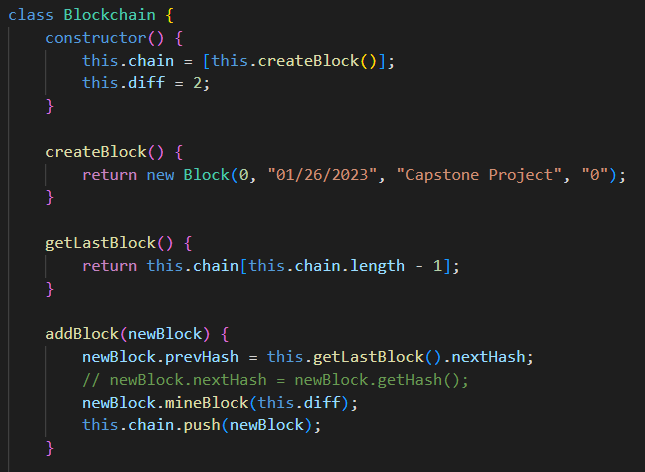 class Blockchain {
    constructor() {
        this.chain = [this.createBlock()];
        this.diff = 2;
    }

    createBlock() {
        return new Block(0, "01/26/2023", "Capstone Project", "0");
    }

    getLastBlock() {
        return this.chain[this.chain.length - 1];
    }

    addBlock(newBlock) {
        newBlock.prevHash = this.getLastBlock().nextHash;
        // newBlock.nextHash = newBlock.getHash();
        newBlock.mineBlock(this.diff);
        this.chain.push(newBlock);
    }